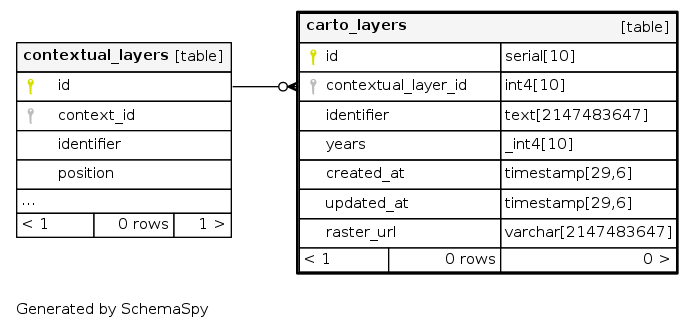 contextual_layers [table]
id
context_id
identifier
position
...
< 1 0 rows 1 >
carto_layers [table]
id serial[10]
contextual_layer_id int4[10]
identifier text[2147483647]
years _int4[10]
created_at timestamp[29,6]
updated_at timestamp[29,6]
raster_url varchar[2147483647]
< 1 0 rows 0 >
Generated by SchemaSpy